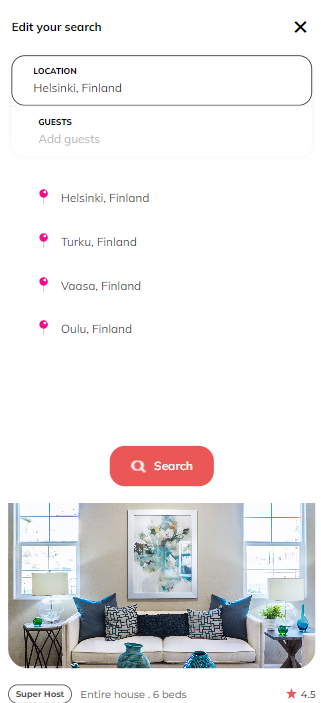 Edit your search
LOCATION
Helsinki, Finland
GUESTS
Add guests
Helsinki, Finland
Turku, Finland
Vaasa, Finland
Oulu, Finland
Search
Super Host
Entire house . 6 beds
4.5